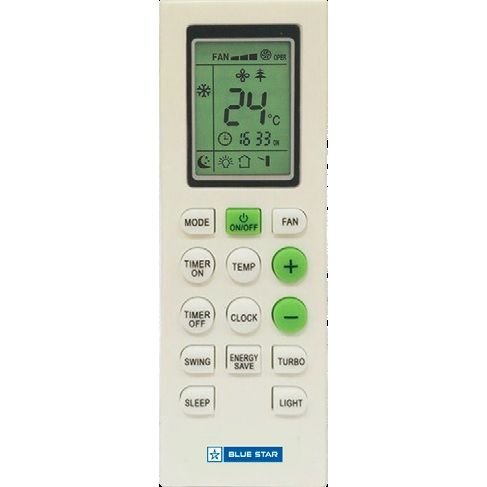 FAN OPER
24°C
16 33 ON
MODE ON/OFF FAN
TIMER ON TEMP +
TIMER OFF CLOCK −
SWING ENERGY SAVE TURBO
SLEEP LIGHT
BLUE STAR